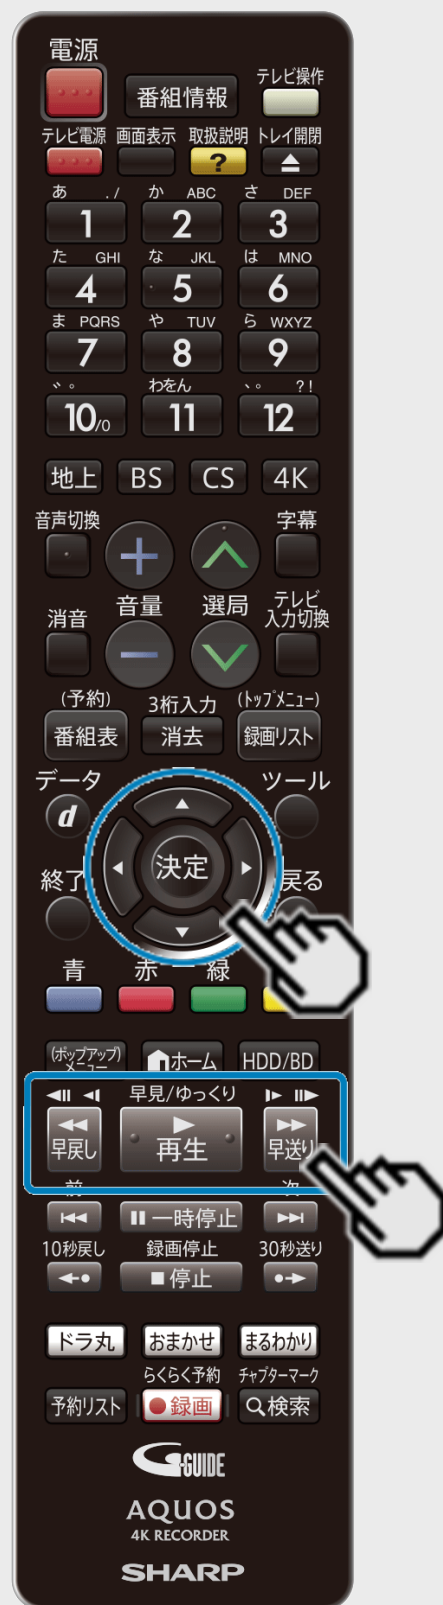 電源
番組情報
テレビ操作
テレビ電源 画面表示 取扱説明 トレイ開閉
?
あ ./ か ABC さ DEF
1 2 3
た GHI な JKL は MNO
4 5 6
ま PQRS や TUV ら WXYZ
7 8 9
゛゜ わをん 、。 ?!
10/0 11 12
地上 BS CS 4K
音声切換 字幕
+
消音 音量 選局 テレビ
入力切換
−
(予約) 3桁入力 (トップメニュー)
番組表 消去 録画リスト
データ ツール
d
決定
終了 戻る
青 赤 緑
(ポップアップ)
メニュー ホーム HDD/BD
早見/ゆっくり
早戻し 再生 早送り
前 次
一時停止
10秒戻し 録画停止 30秒送り
停止
ドラ丸 おまかせ まるわかり
らくらく予約 チャプターマーク
予約リスト 録画 検索
G-GUIDE
AQUOS
4K RECORDER
SHARP